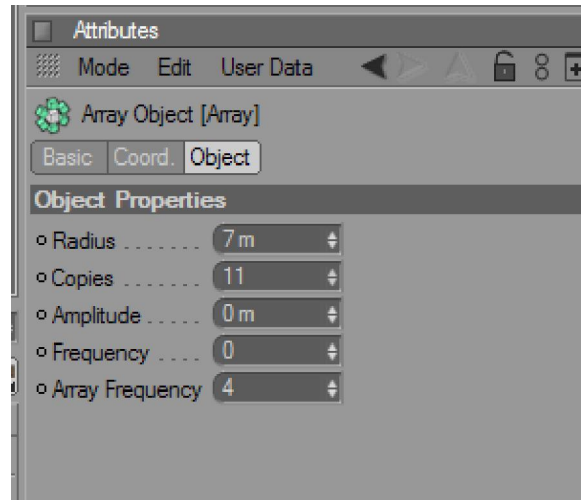 Attributes
Mode Edit User Data
Array Object [Array]
Basic Coord. Object
Object Properties
Radius . . . . . . . 7 m
Copies . . . . . . . 11
Amplitude . . . . . 0 m
Frequency . . . . 0
Array Frequency 4